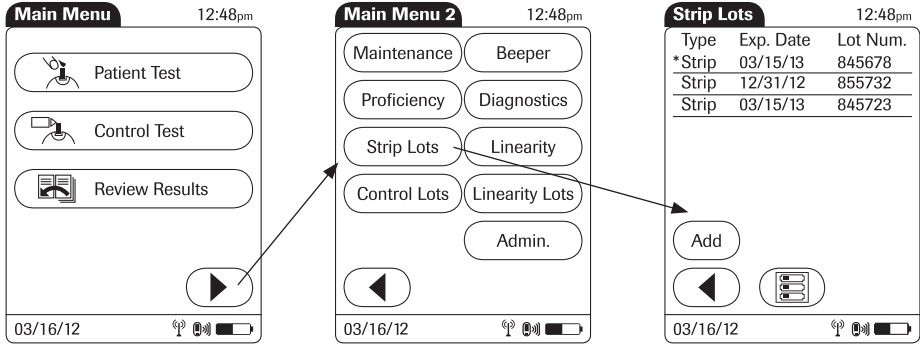 Main Menu 12:48pm
Patient Test
Control Test
Review Results
03/16/12
Main Menu 2 12:48pm
Maintenance Beeper
Proficiency Diagnostics
Strip Lots Linearity
Control Lots Linearity Lots
Admin.
03/16/12
Strip Lots 12:48pm
Type Exp. Date Lot Num.
*Strip 03/15/13 845678
Strip 12/31/12 855732
Strip 03/15/13 845723
Add
03/16/12